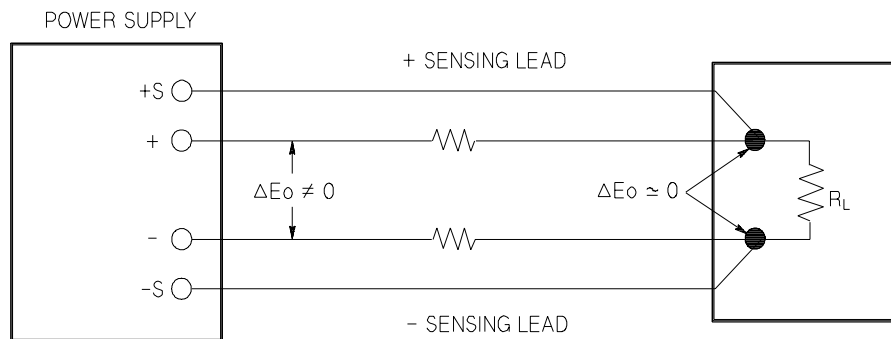 POWER SUPPLY
+ SENSING LEAD
+S
+
ΔEo ≠ 0
ΔEo ≃ 0
RL
-
-S
- SENSING LEAD